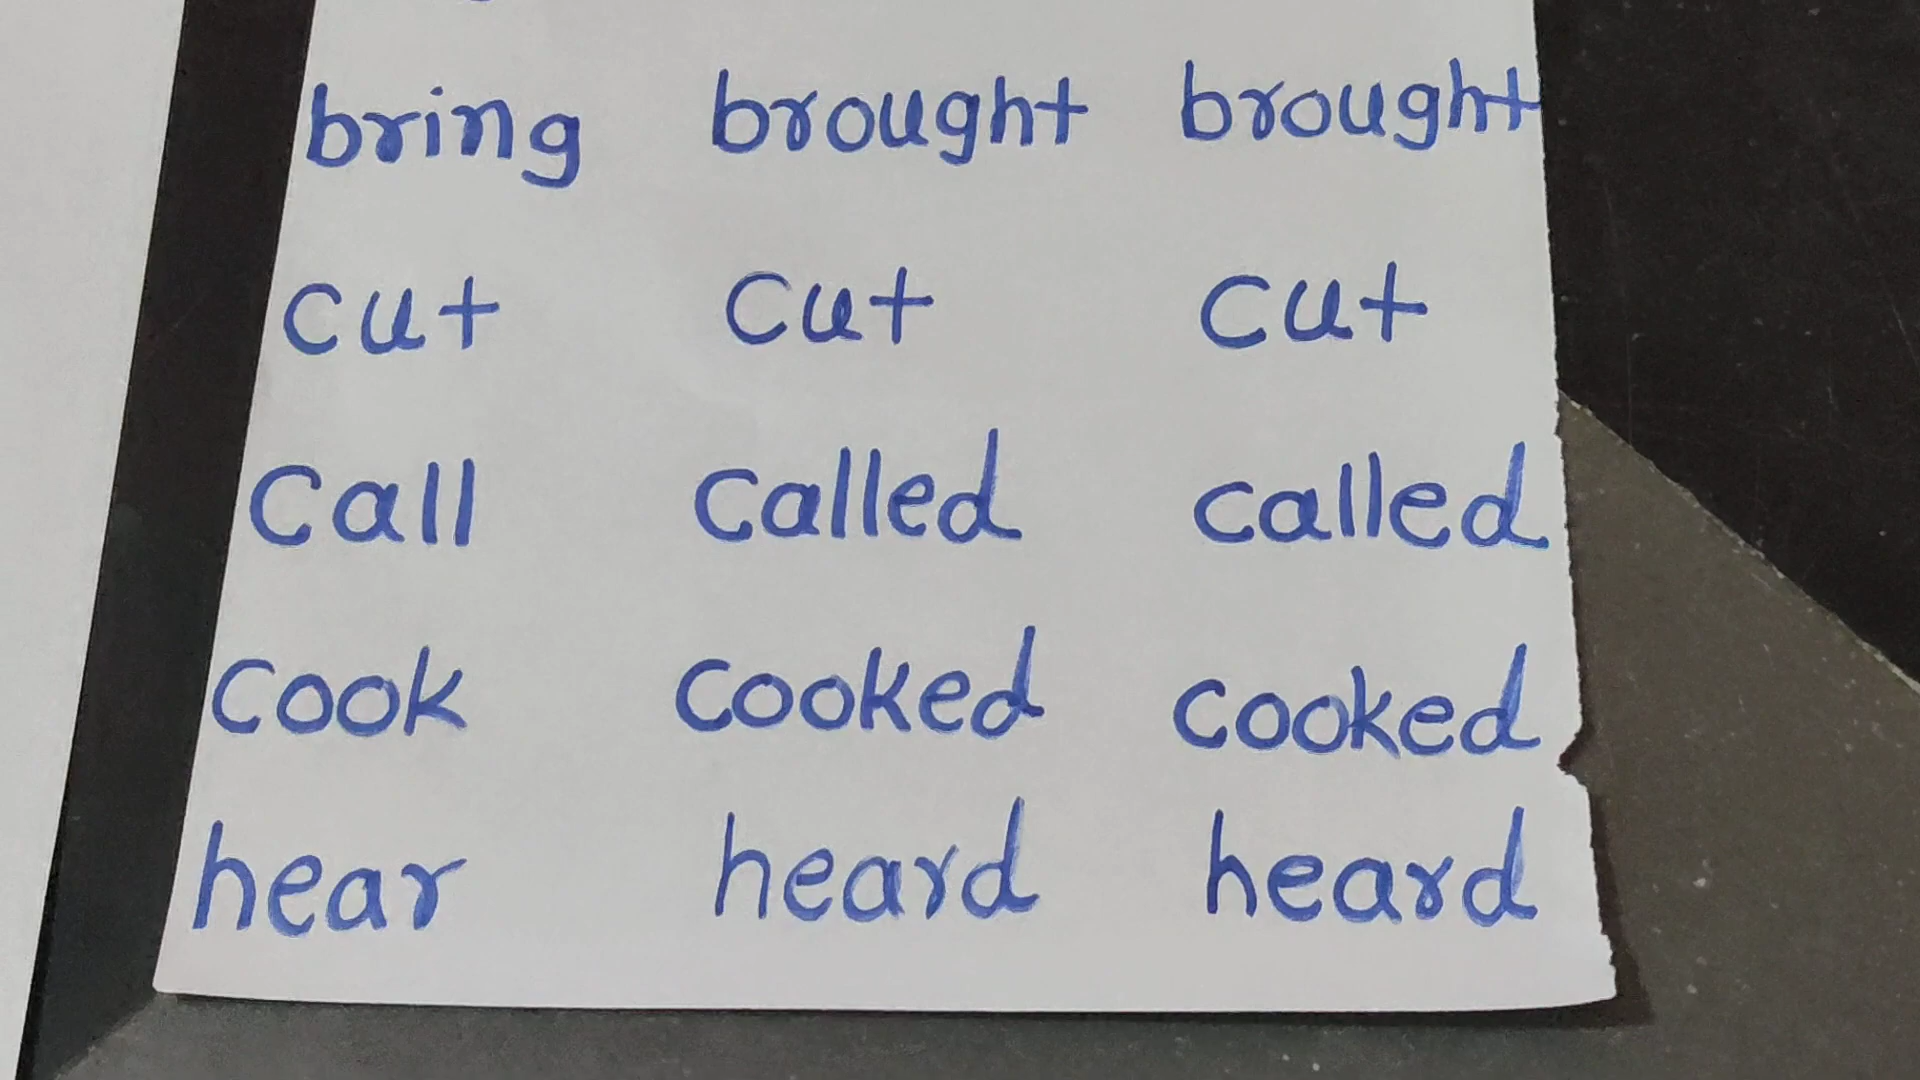 bring brought brought
cut cut cut
call called called
cook cooked cooked
hear heard heard